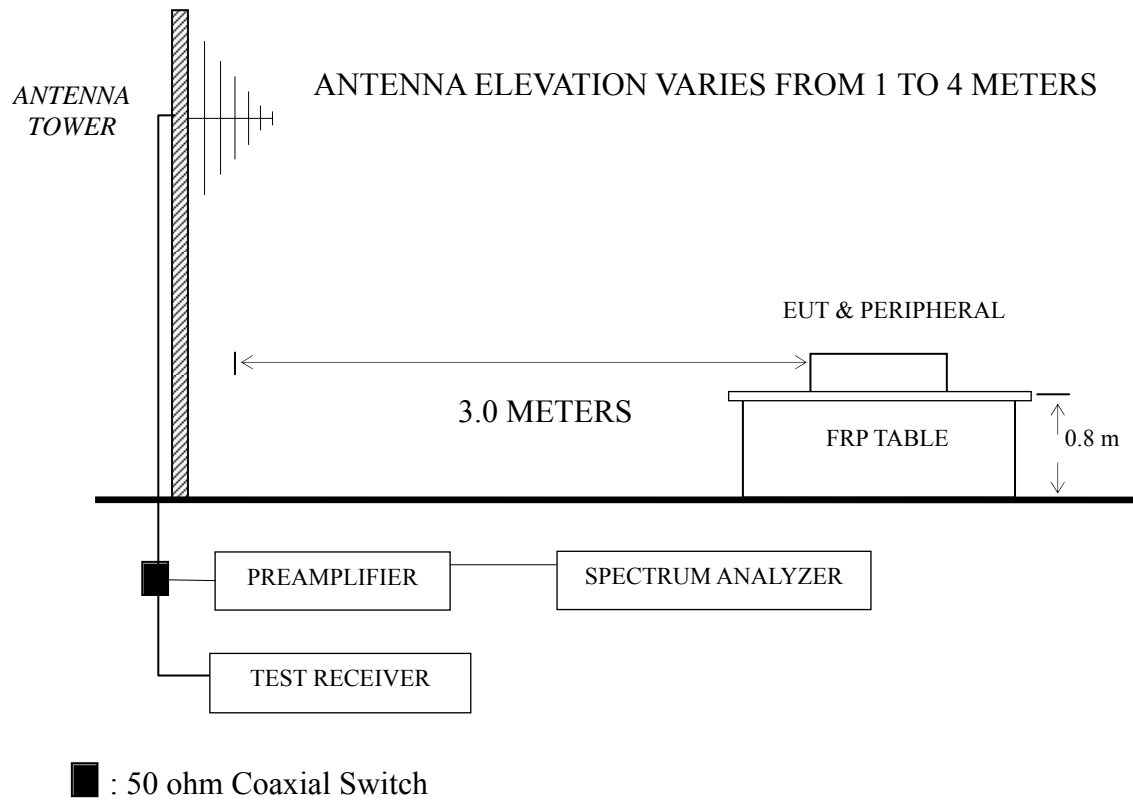 ANTENNA
TOWER
ANTENNA ELEVATION VARIES FROM 1 TO 4 METERS
EUT & PERIPHERAL
3.0 METERS
FRP TABLE
0.8 m
PREAMPLIFIER
SPECTRUM ANALYZER
TEST RECEIVER
: 50 ohm Coaxial Switch